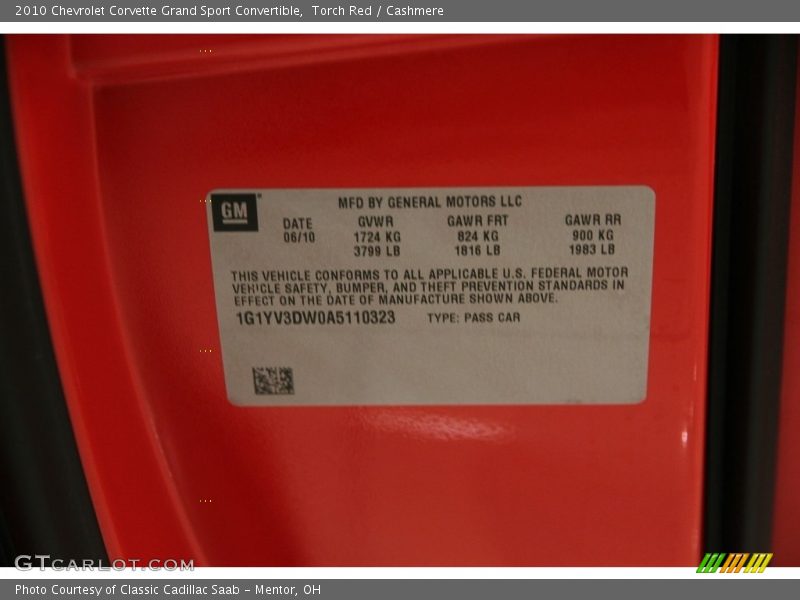 2010 Chevrolet Corvette Grand Sport Convertible,  Torch Red / Cashmere
GM
MFD BY GENERAL MOTORS LLC
DATE GVWR GAWR FRT GAWR RR
06/10 1724 KG 824 KG 900 KG
3799 LB 1816 LB 1983 LB
THIS VEHICLE CONFORMS TO ALL APPLICABLE U.S. FEDERAL MOTOR
VEHICLE SAFETY, BUMPER, AND THEFT PREVENTION STANDARDS IN
EFFECT ON THE DATE OF MANUFACTURE SHOWN ABOVE.
1G1YV3DW0A5110323 TYPE: PASS CAR
GTcarlot.com
Photo Courtesy of Classic Cadillac Saab - Mentor, OH